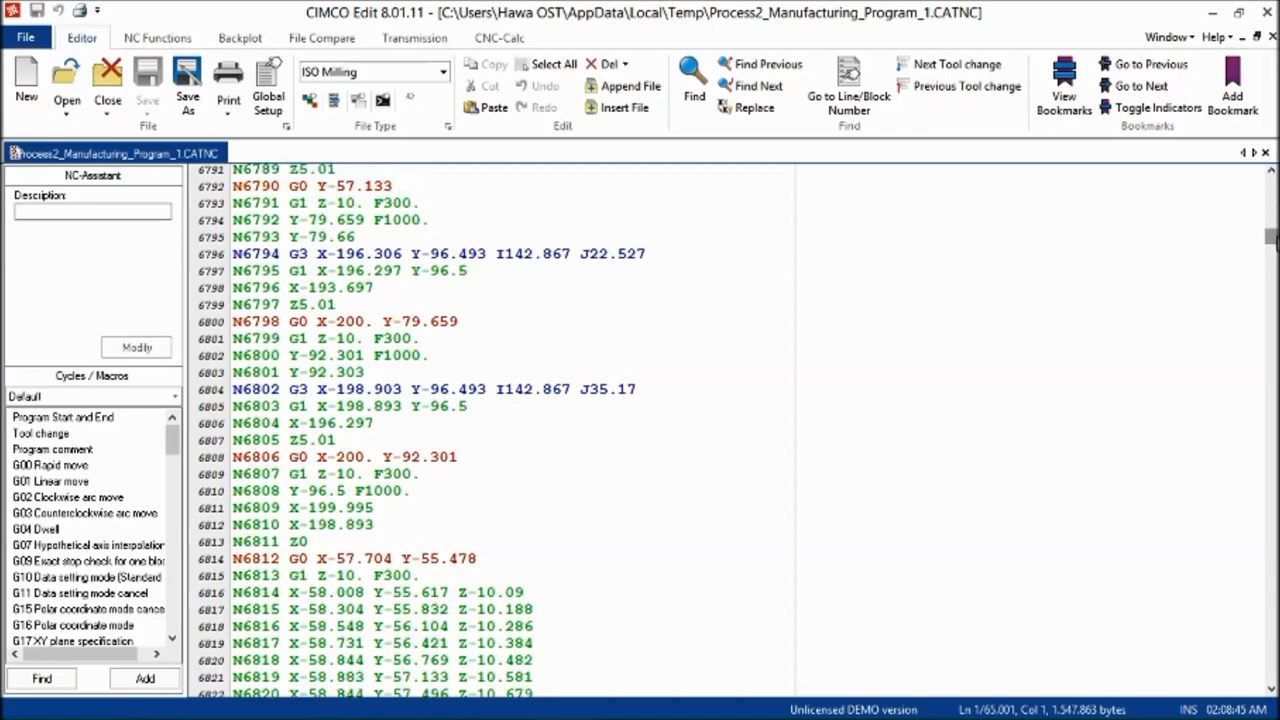 CIMCO Edit 8.01.11 - [C:\Users\Hawa OST\AppData\Local\Temp\Process2_Manufacturing_Program_1.CATNC]
File Editor NC Functions Backplot File Compare Transmission CNC-Calc Window Help
New Open Close Save Save As Print Global Setup
File
ISO Milling
File Type
Copy Select All Del
Cut Undo Append File
Paste Redo Insert File
Edit
Find Find Previous
Find Next
Replace
Go to Line/Block Number
Next Tool change
Previous Tool change
Find
View Bookmarks
Go to Previous
Go to Next
Toggle Indicators
Add Bookmark
Bookmarks
Process2_Manufacturing_Program_1.CATNC
NC-Assistant
Description:
Modify
Cycles / Macros
Default
Program Start and End
Tool change
Program comment
G00 Rapid move
G01 Linear move
G02 Clockwise arc move
G03 Counterclockwise arc move
G04 Dwell
G07 Hypothetical axis interpolation
G09 Exact stop check for one bloc
G10 Data setting mode (Standard
G11 Data setting mode cancel
G15 Polar coordinate mode cance
G16 Polar coordinate mode
G17 XY plane specification
Find Add
6791 N6789 Z5.01
6792 N6790 G0 Y-57.133
6793 N6791 G1 Z-10. F300.
6794 N6792 Y-79.659 F1000.
6795 N6793 Y-79.66
6796 N6794 G3 X-196.306 Y-96.493 I142.867 J22.527
6797 N6795 G1 X-196.297 Y-96.5
6798 N6796 X-193.697
6799 N6797 Z5.01
6800 N6798 G0 X-200. Y-79.659
6801 N6799 G1 Z-10. F300.
6802 N6800 Y-92.301 F1000.
6803 N6801 Y-92.303
6804 N6802 G3 X-198.903 Y-96.493 I142.867 J35.17
6805 N6803 G1 X-198.893 Y-96.5
6806 N6804 X-196.297
6807 N6805 Z5.01
6808 N6806 G0 X-200. Y-92.301
6809 N6807 G1 Z-10. F300.
6810 N6808 Y-96.5 F1000.
6811 N6809 X-199.995
6812 N6810 X-198.893
6813 N6811 Z0
6814 N6812 G0 X-57.704 Y-55.478
6815 N6813 G1 Z-10. F300.
6816 N6814 X-58.008 Y-55.617 Z-10.09
6817 N6815 X-58.304 Y-55.832 Z-10.188
6818 N6816 X-58.548 Y-56.104 Z-10.286
6819 N6817 X-58.731 Y-56.421 Z-10.384
6820 N6818 X-58.844 Y-56.769 Z-10.482
6821 N6819 X-58.883 Y-57.133 Z-10.581
6822 N6820 X-58.844 Y-57.496 Z-10.679
Unlicensed DEMO version Ln 1/65.001, Col 1, 1.547.863 bytes INS 02:08:45 AM